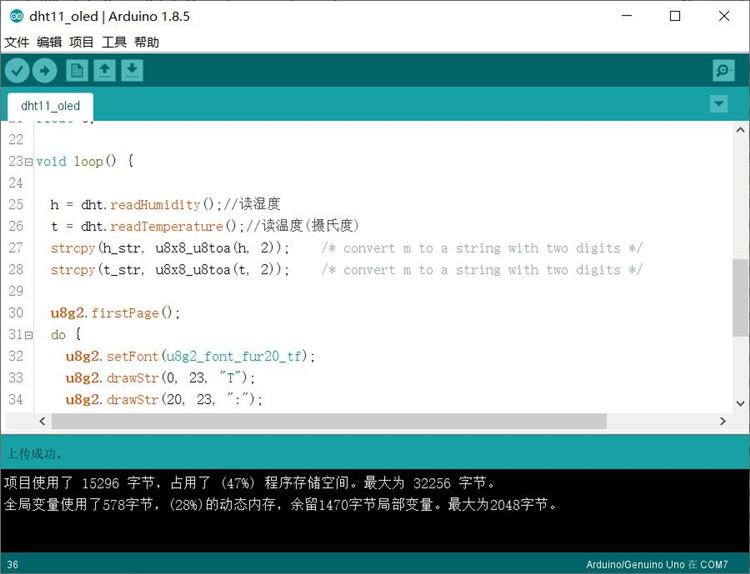 dht11_oled | Arduino 1.8.5
文件 编辑 项目 工具 帮助
dht11_oled
22
23 void loop() {
24
25 h = dht.readHumidity();//读湿度
26 t = dht.readTemperature();//读温度(摄氏度)
27 strcpy(h_str, u8x8_u8toa(h, 2)); /* convert m to a string with two digits */
28 strcpy(t_str, u8x8_u8toa(t, 2)); /* convert m to a string with two digits */
29
30 u8g2.firstPage();
31 do {
32 u8g2.setFont(u8g2_font_fur20_tf);
33 u8g2.drawStr(0, 23, "T");
34 u8g2.drawStr(20, 23, ":");
上传成功。
项目使用了 15296 字节，占用了 (47%) 程序存储空间。最大为 32256 字节。
全局变量使用了578字节，(28%)的动态内存，余留1470字节局部变量。最大为2048字节。
36 Arduino/Genuino Uno 在 COM7